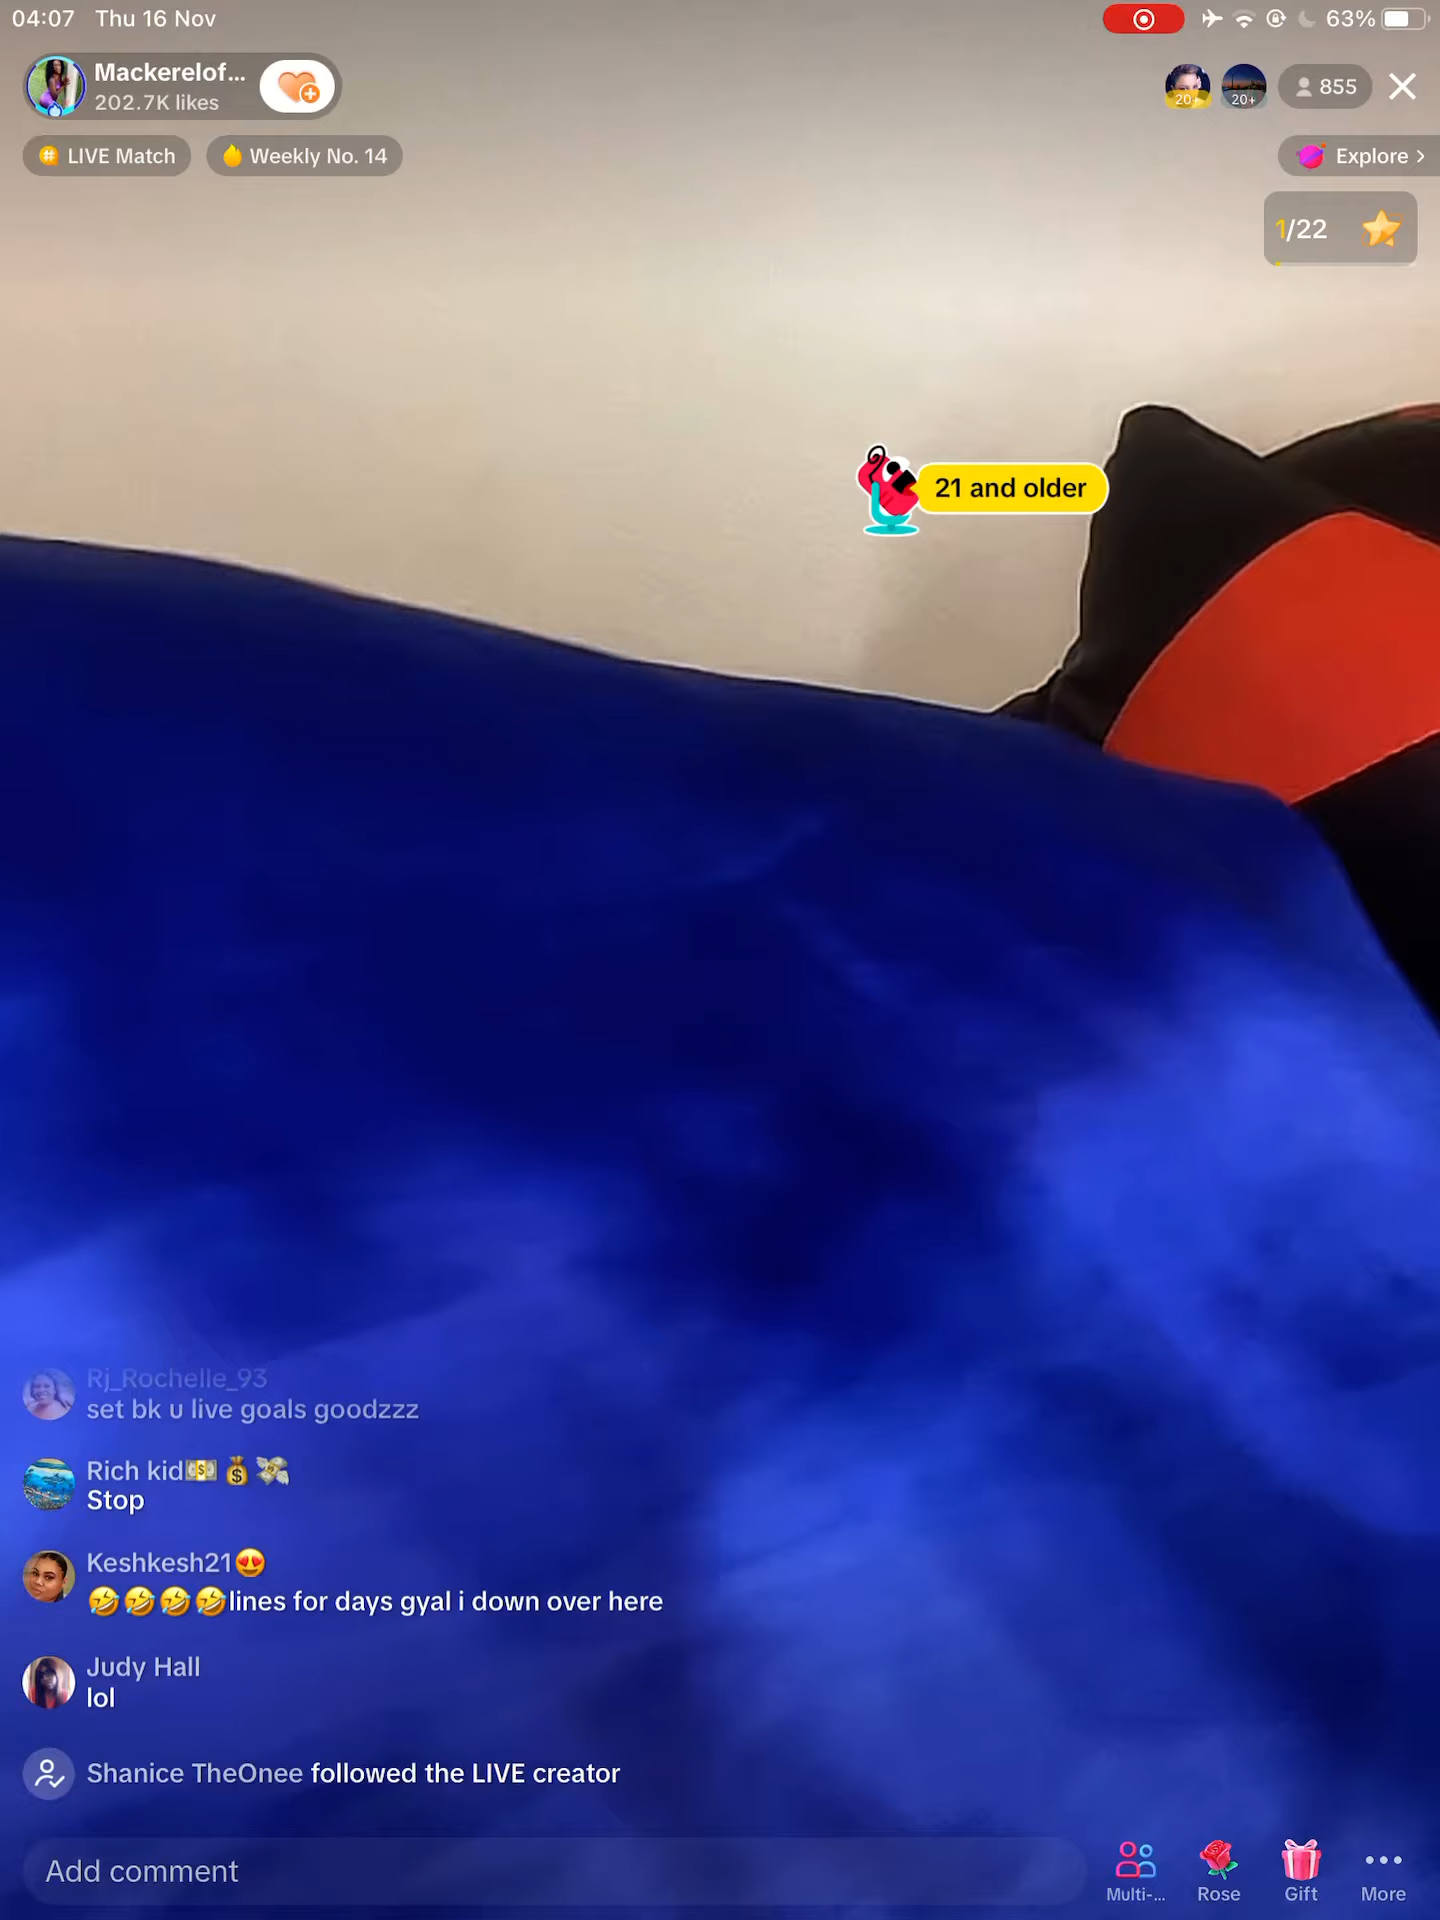 04:07 Thu 16 Nov
63%
Mackerelof...
202.7K likes
20+
20+
855
LIVE Match
Weekly No. 14
Explore >
1/22
21 and older
Rj_Rochelle_93
set bk u live goals goodzzz
Rich kid💵💰💸
Stop
Keshkesh21😍
🤣🤣🤣🤣lines for days gyal i down over here
Judy Hall
lol
Shanice TheOnee followed the LIVE creator
Add comment
Multi-...
Rose
Gift
More